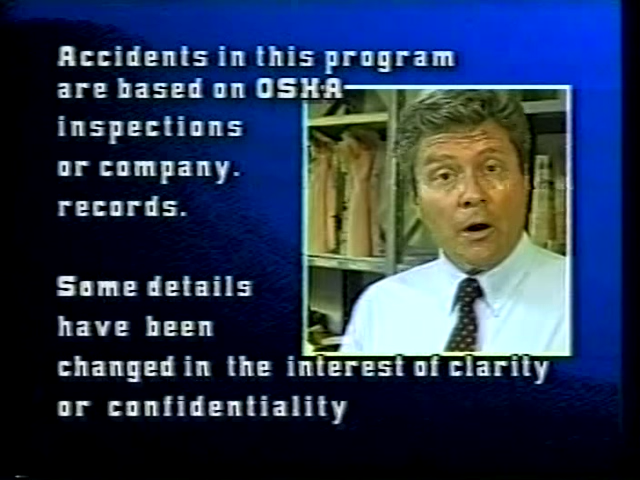 Accidents in this program
are based on OSHA
inspections
or company.
records.
Some details
have been
changed in the interest of clarity
or confidentiality